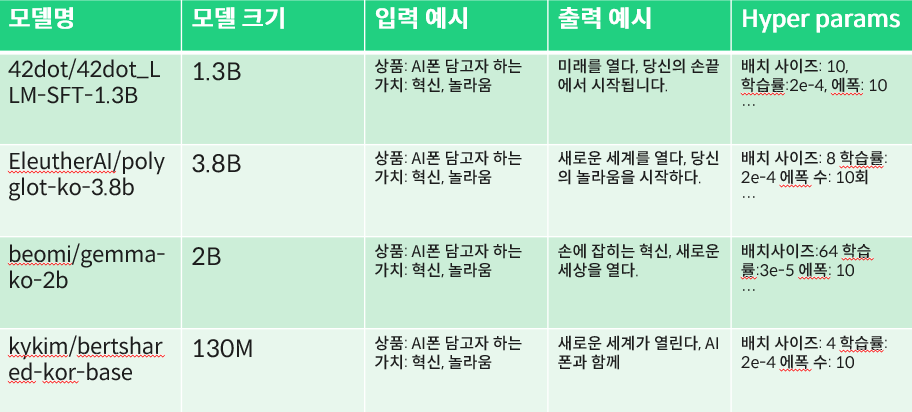 모델명
모델 크기
입력 예시
출력 예시
Hyper params
42dot/42dot_L
LM-SFT-1.3B
1.3B
상품: AI폰 담고자 하는
가치: 혁신, 놀라움
미래를 열다, 당신의 손끝
에서 시작됩니다.
배치 사이즈: 10,
학습률:2e-4, 에폭: 10
...
EleutherAI/poly
glot-ko-3.8b
3.8B
상품: AI폰 담고자 하는
가치: 혁신, 놀라움
새로운 세계를 열다, 당신
의 놀라움을 시작하다.
배치 사이즈: 8 학습률:
2e-4 에폭 수: 10회
...
beomi/gemma-
ko-2b
2B
상품: AI폰 담고자 하는
가치: 혁신, 놀라움
손에 잡히는 혁신, 새로운
세상을 열다.
배치사이즈:64 학습
률:3e-5 에폭: 10
...
kykim/bertshar
ed-kor-base
130M
상품: AI폰 담고자 하는
가치: 혁신, 놀라움
새로운 세계가 열린다, AI
폰과 함께
배치 사이즈: 4 학습률:
2e-4 에폭 수: 10